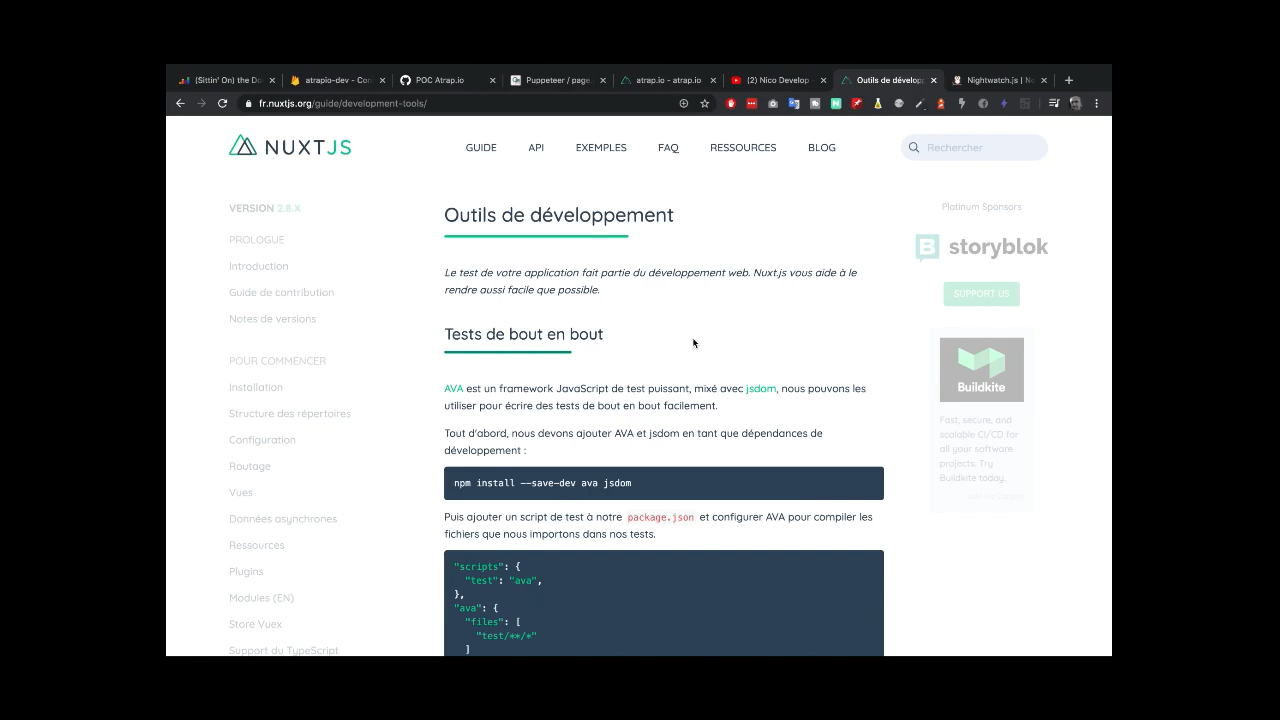 (Sittin' On) the Do
atrapio-dev - Con
POC Atrap.io
Puppeteer / page.
atrap.io - atrap.io
(2) Nico Develop -
Outils de dévelop
Nightwatch.js | No
fr.nuxtjs.org/guide/development-tools/
NUXTJS
GUIDE
API
EXEMPLES
FAQ
RESSOURCES
BLOG
Rechercher
VERSION 2.8.X
PROLOGUE
Introduction
Guide de contribution
Notes de versions
POUR COMMENCER
Installation
Structure des répertoires
Configuration
Routage
Vues
Données asynchrones
Ressources
Plugins
Modules (EN)
Store Vuex
Support du TypeScript
Outils de développement
Le test de votre application fait partie du développement web. Nuxt.js vous aide à le
rendre aussi facile que possible.
Tests de bout en bout
AVA est un framework JavaScript de test puissant, mixé avec jsdom, nous pouvons les
utiliser pour écrire des tests de bout en bout facilement.
Tout d'abord, nous devons ajouter AVA et jsdom en tant que dépendances de
développement :
npm install --save-dev ava jsdom
Puis ajouter un script de test à notre package.json et configurer AVA pour compiler les
fichiers que nous importons dans nos tests.
"scripts": {
"test": "ava",
},
"ava": {
"files": [
"test/**/*"
]
Platinum Sponsors
storyblok
SUPPORT US
Buildkite
Fast, secure, and
scalable CI/CD for
all your software
projects. Try
Buildkite today.